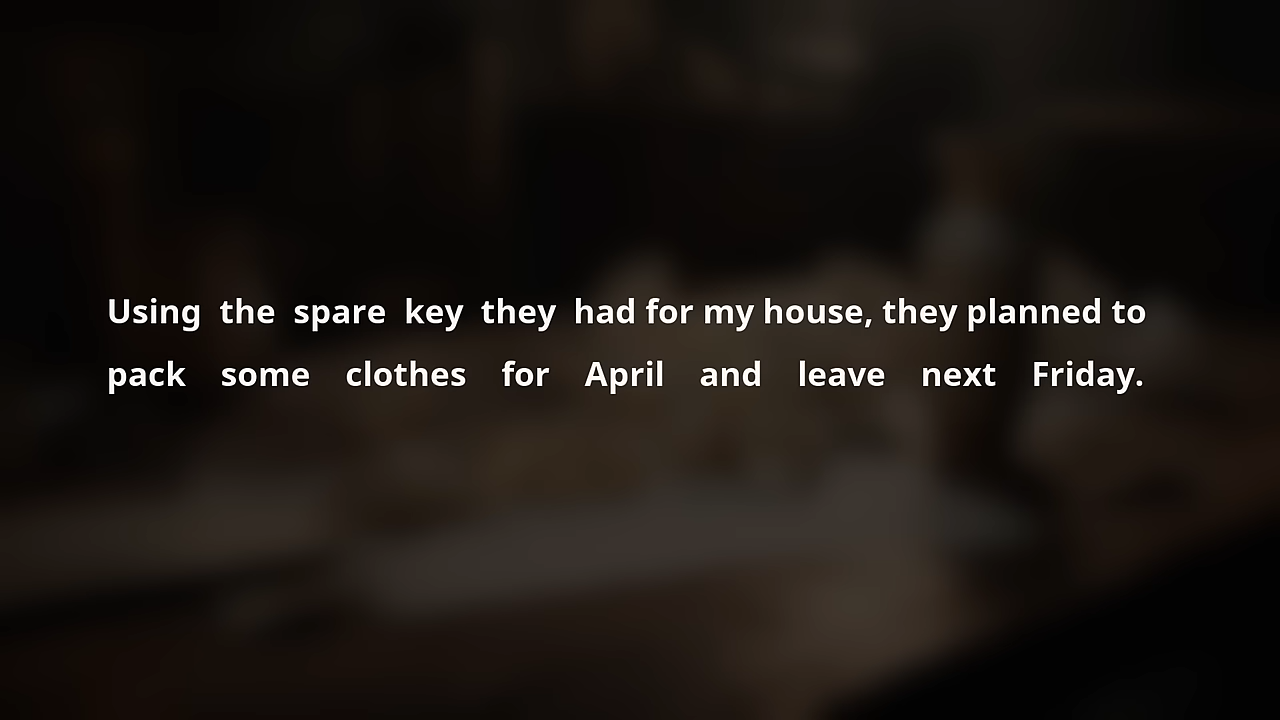 Using the spare key they had for my house, they planned to
pack some clothes for April and leave next Friday.